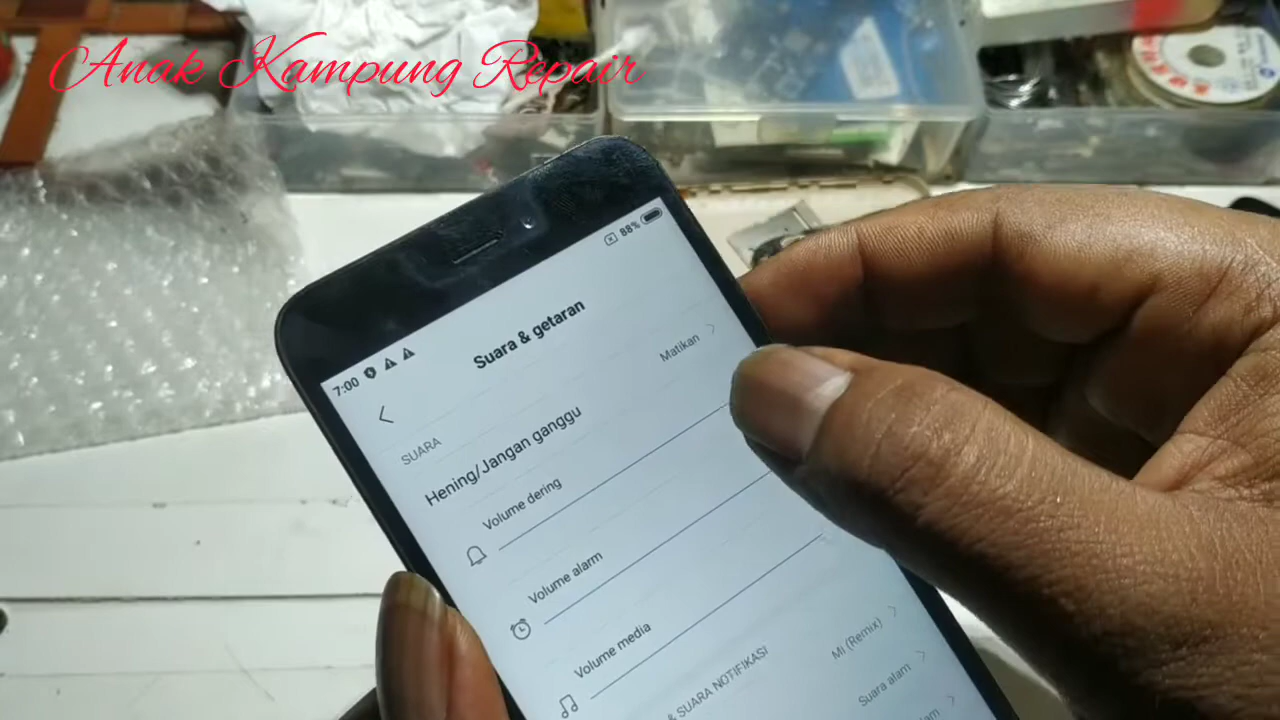 Anak Kampung Repair
88%
7:00
Suara & getaran
SUARA
Hening/Jangan ganggu
Matikan
Volume dering
Volume alarm
Volume media
& SUARA NOTIFIKASI
Mi (Remix)
Suara alam